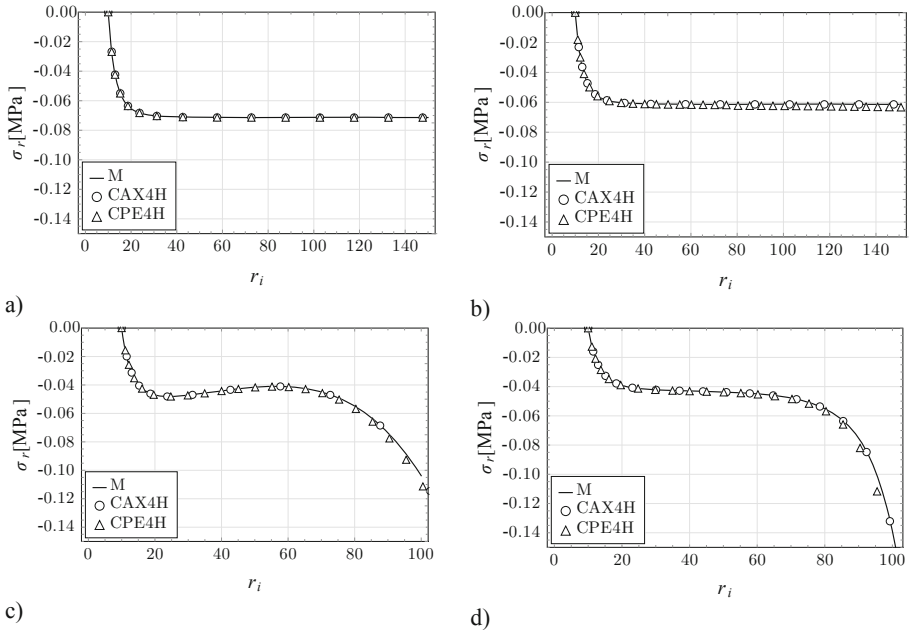 0.00
-0.02
-0.04
-0.06
-0.08
-0.10
-0.12
-0.14
σr[MPa]
M
CAX4H
CPE4H
0 20 40 60 80 100 120 140
ri
a)
0.00
-0.02
-0.04
-0.06
-0.08
-0.10
-0.12
-0.14
σr[MPa]
M
CAX4H
CPE4H
0 20 40 60 80 100 120 140
ri
b)
0.00
-0.02
-0.04
-0.06
-0.08
-0.10
-0.12
-0.14
σr[MPa]
M
CAX4H
CPE4H
0 20 40 60 80 100
ri
c)
0.00
-0.02
-0.04
-0.06
-0.08
-0.10
-0.12
-0.14
σr[MPa]
M
CAX4H
CPE4H
0 20 40 60 80 100
ri
d)